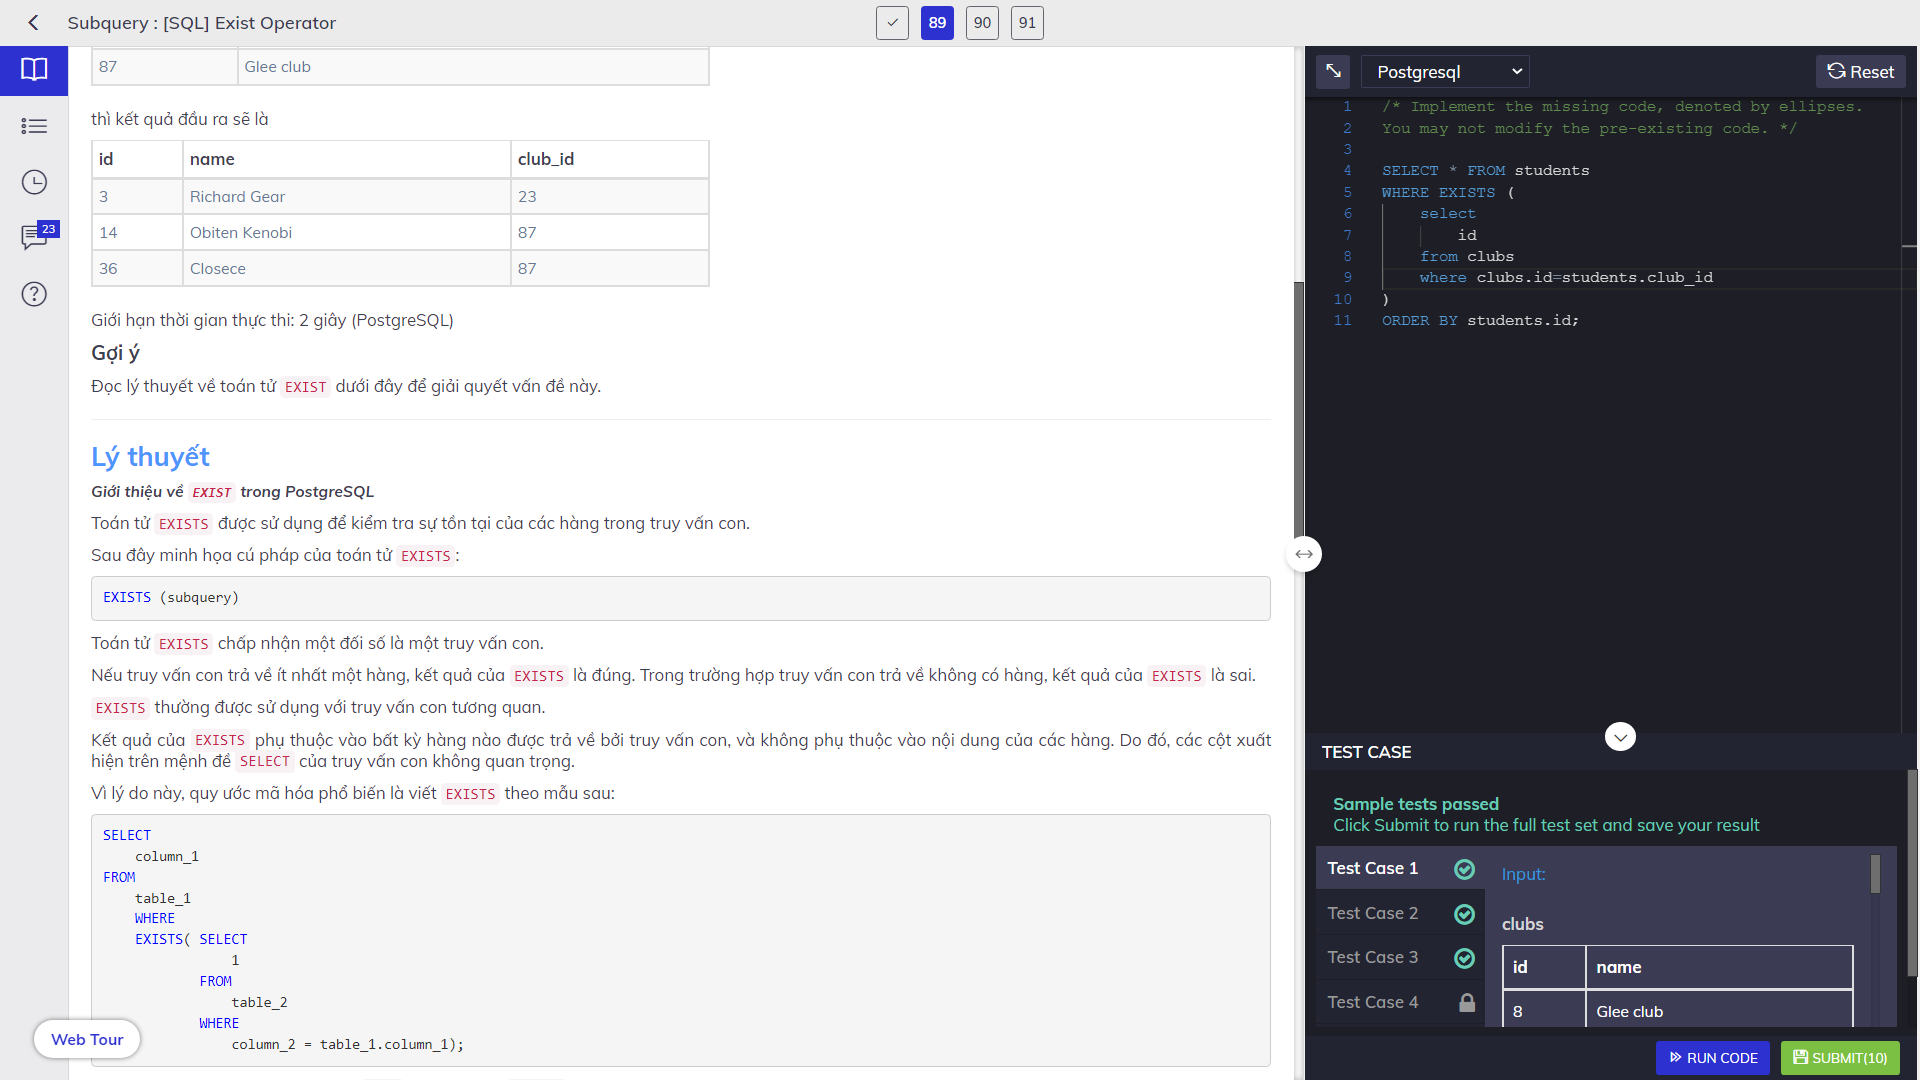 Subquery : [SQL] Exist Operator
89
90
91
23
87
Glee club
thì kết quả đầu ra sẽ là
id
name
club_id
3
Richard Gear
23
14
Obiten Kenobi
87
36
Closece
87
Giới hạn thời gian thực thi: 2 giây (PostgreSQL)
Gợi ý
Đọc lý thuyết về toán tử EXIST dưới đây để giải quyết vấn đề này.
Lý thuyết
Giới thiệu về EXIST trong PostgreSQL
Toán tử EXISTS được sử dụng để kiểm tra sự tồn tại của các hàng trong truy vấn con.
Sau đây minh họa cú pháp của toán tử EXISTS:
EXISTS (subquery)
Toán tử EXISTS chấp nhận một đối số là một truy vấn con.
Nếu truy vấn con trả về ít nhất một hàng, kết quả của EXISTS là đúng. Trong trường hợp truy vấn con trả về không có hàng, kết quả của EXISTS là sai.
EXISTS thường được sử dụng với truy vấn con tương quan.
Kết quả của EXISTS phụ thuộc vào bất kỳ hàng nào được trả về bởi truy vấn con, và không phụ thuộc vào nội dung của các hàng. Do đó, các cột xuất
hiện trên mệnh đề SELECT của truy vấn con không quan trọng.
Vì lý do này, quy ước mã hóa phổ biến là viết EXISTS theo mẫu sau:
SELECT
column_1
FROM
table_1
WHERE
EXISTS( SELECT
1
FROM
table_2
WHERE
column_2 = table_1.column_1);
Web Tour
Postgresql
Reset
1 /* Implement the missing code, denoted by ellipses.
2 You may not modify the pre-existing code. */
3
4 SELECT * FROM students
5 WHERE EXISTS (
6 select
7 id
8 from clubs
9 where clubs.id=students.club_id
10 )
11 ORDER BY students.id;
TEST CASE
Sample tests passed
Click Submit to run the full test set and save your result
Test Case 1
Test Case 2
Test Case 3
Test Case 4
Input:
clubs
id
name
8
Glee club
RUN CODE
SUBMIT(10)